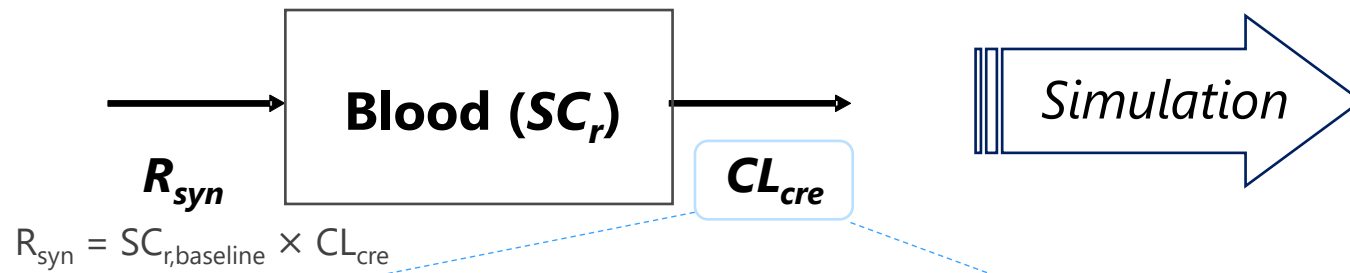 Blood (SCr)
Simulation
Rsyn
CLcre
Rsyn = SCr,baseline × CLcre